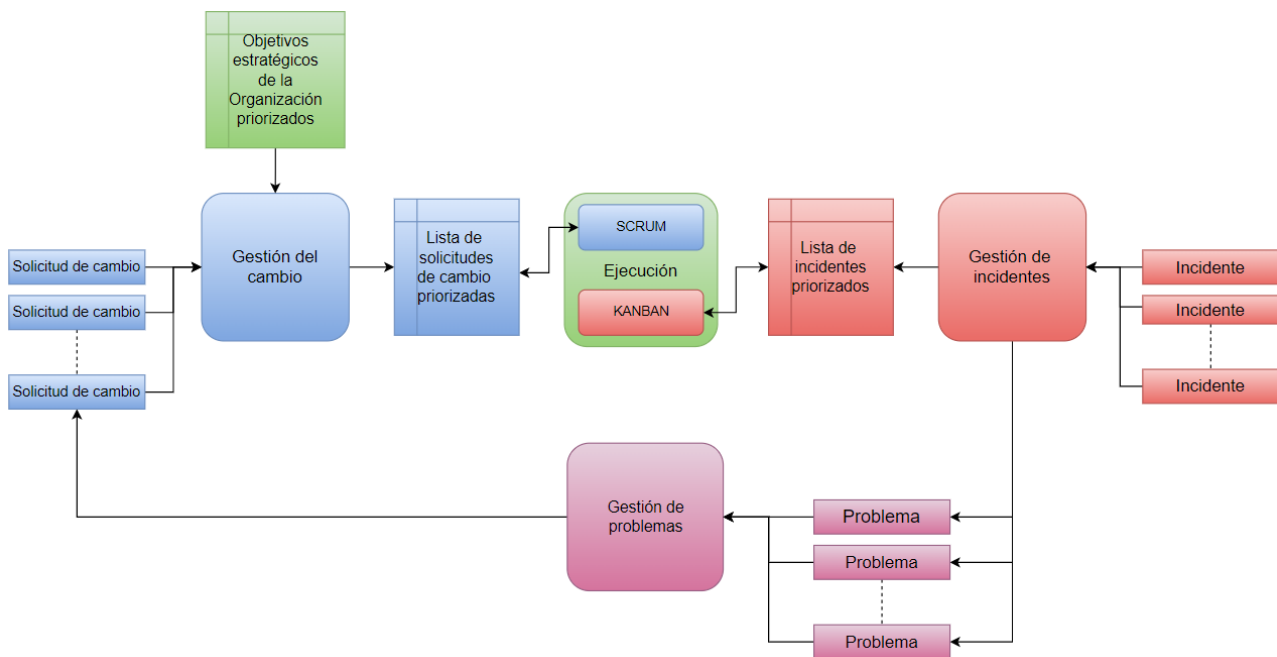 Objetivos
estratégicos
de la
Organización
priorizados
Gestión del
cambio
Lista de
solicitudes
de cambio
priorizadas
SCRUM
Ejecución
KANBAN
Lista de
incidentes
priorizados
Gestión de
incidentes
Solicitud de cambio
Solicitud de cambio
Solicitud de cambio
Incidente
Incidente
Incidente
Gestión de
problemas
Problema
Problema
Problema